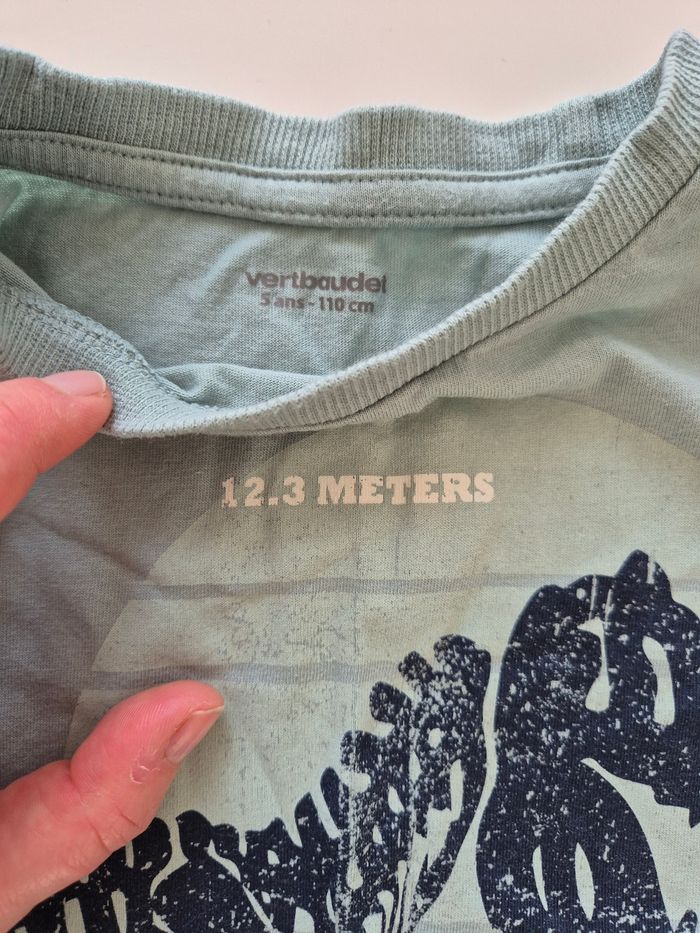 vertbaudet
5 ans - 110 cm
12.3 METERS